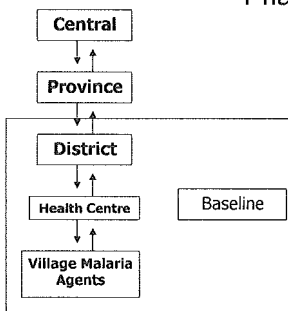 Central
Province
District
Health Centre
Baseline
Village Malaria
Agents